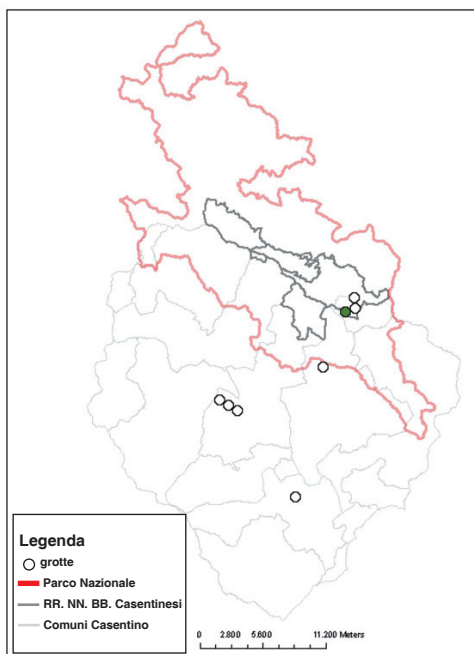 Legenda
grotte
Parco Nazionale
RR. NN. BB. Casentinesi
Comuni Casentino
0 2.800 5.600 11.200 Meters